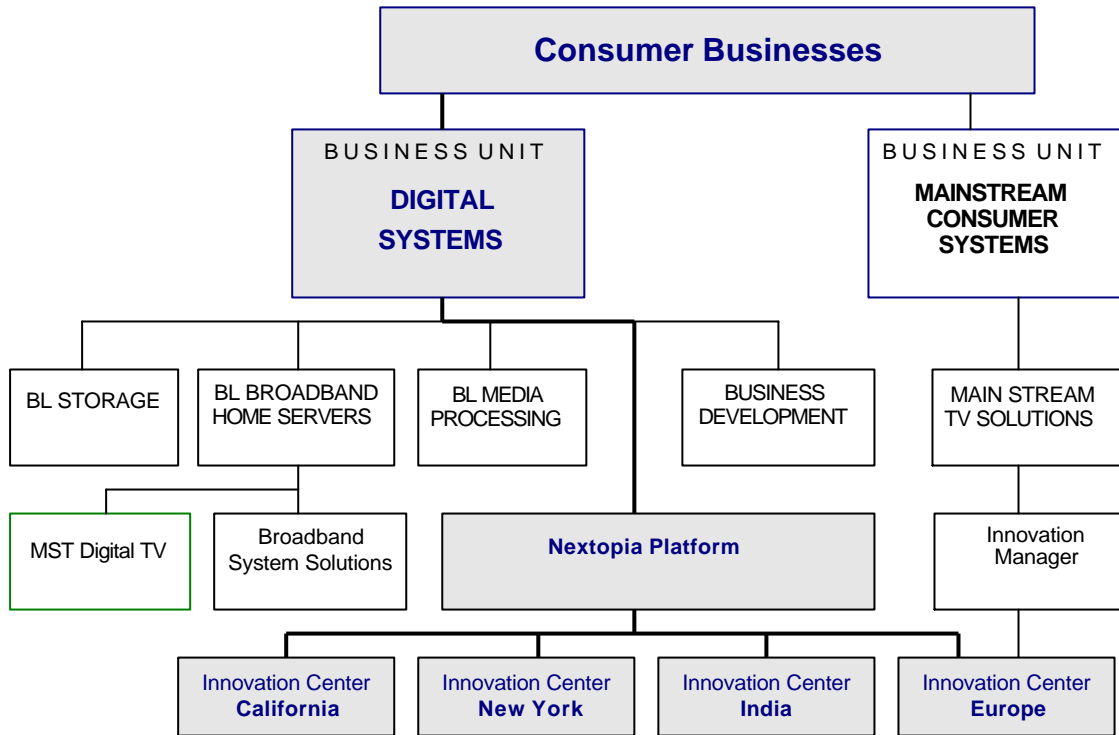 Consumer Businesses
BUSINESS UNIT
DIGITAL
SYSTEMS
BUSINESS UNIT
MAINSTREAM
CONSUMER
SYSTEMS
BL STORAGE
BL BROADBAND
HOME SERVERS
BL MEDIA
PROCESSING
BUSINESS
DEVELOPMENT
MAIN STREAM
TV SOLUTIONS
MST Digital TV
Broadband
System Solutions
Nextopia Platform
Innovation
Manager
Innovation Center
California
Innovation Center
New York
Innovation Center
India
Innovation Center
Europe